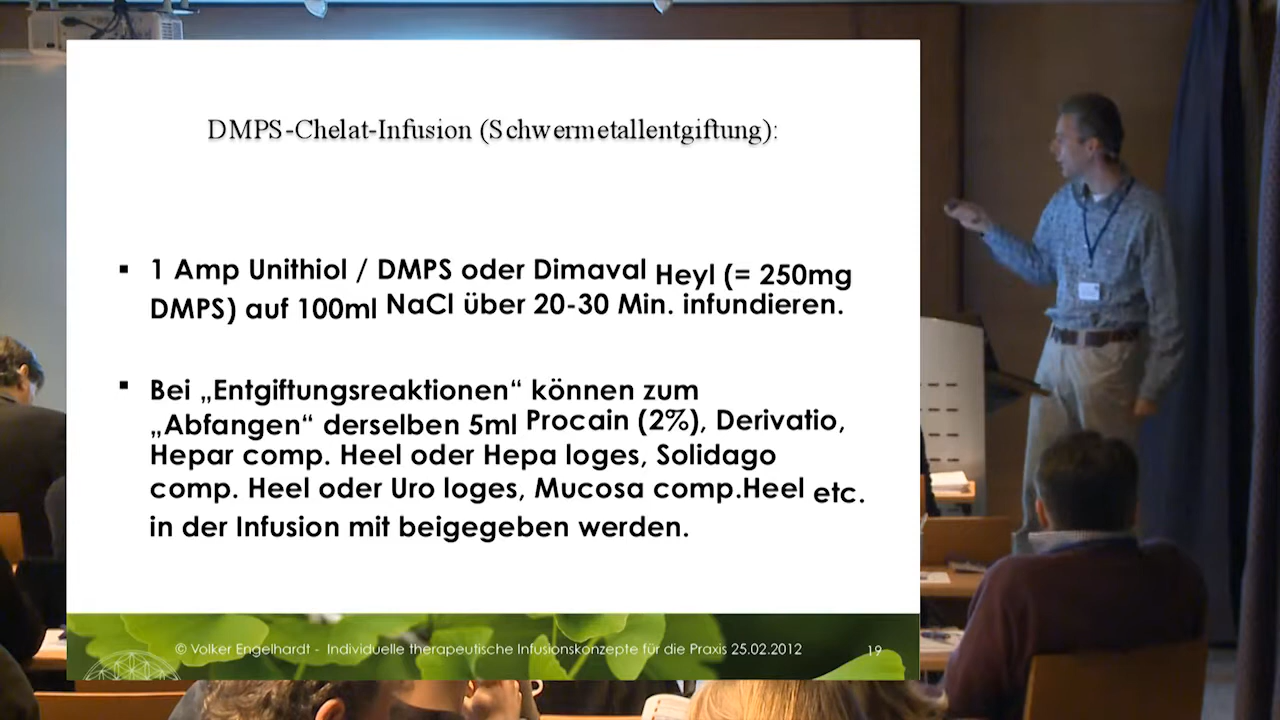 DMPS-Chelat-Infusion (Schwermetallentgiftung):
▪ 1 Amp Unithiol / DMPS oder Dimaval Heyl (= 250mg
DMPS) auf 100ml NaCl über 20-30 Min. infundieren.
▪ Bei „Entgiftungsreaktionen“ können zum
„Abfangen“ derselben 5ml Procain (2%), Derivatio,
Hepar comp. Heel oder Hepa loges, Solidago
comp. Heel oder Uro loges, Mucosa comp.Heel etc.
in der Infusion mit beigegeben werden.
© Volker Engelhardt - Individuelle therapeutische Infusionskonzepte für die Praxis 25.02.2012 19